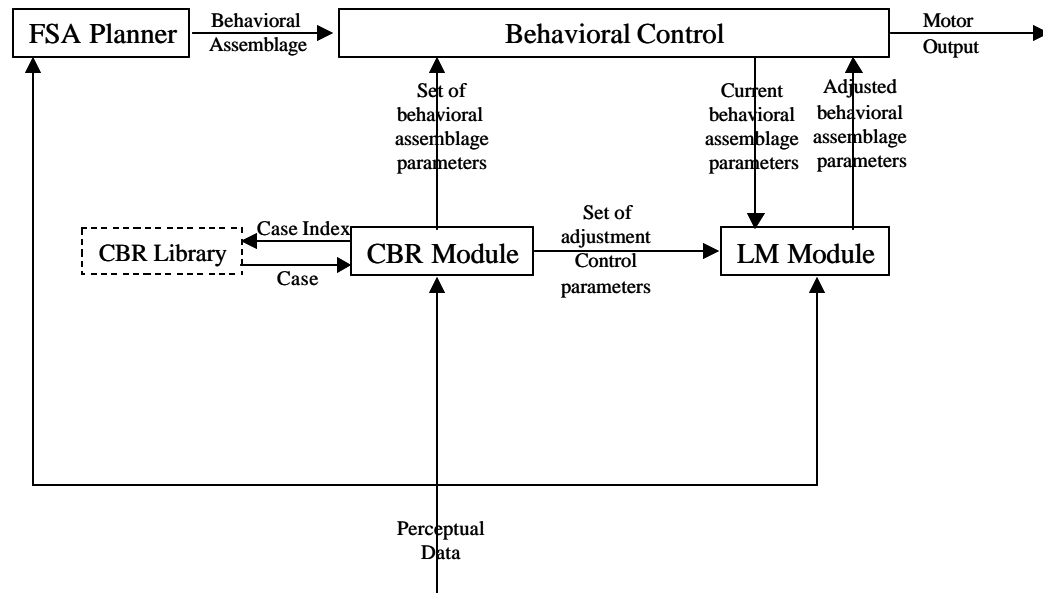 FSA Planner
Behavioral
Assemblage
Behavioral Control
Motor
Output
Set of
behavioral
assemblage
parameters
Current
behavioral
assemblage
parameters
Adjusted
behavioral
assemblage
parameters
CBR Library
Case Index
Case
CBR Module
Set of
adjustment
Control
parameters
LM Module
Perceptual
Data